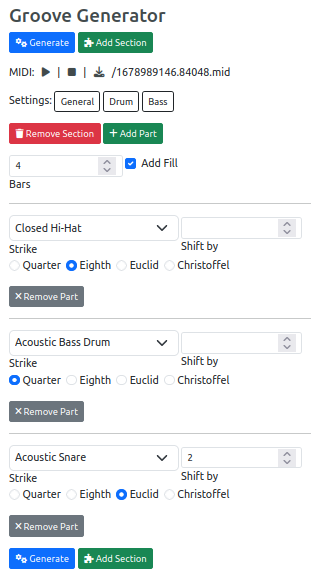 Groove Generator
Generate Add Section
MIDI: | | /1678989146.84048.mid
Settings: General Drum Bass
Remove Section + Add Part
4 Add Fill
Bars
Closed Hi-Hat
Strike Shift by
Quarter Eighth Euclid Christoffel
× Remove Part
Acoustic Bass Drum
Strike Shift by
Quarter Eighth Euclid Christoffel
× Remove Part
Acoustic Snare 2
Strike Shift by
Quarter Eighth Euclid Christoffel
× Remove Part
Generate Add Section